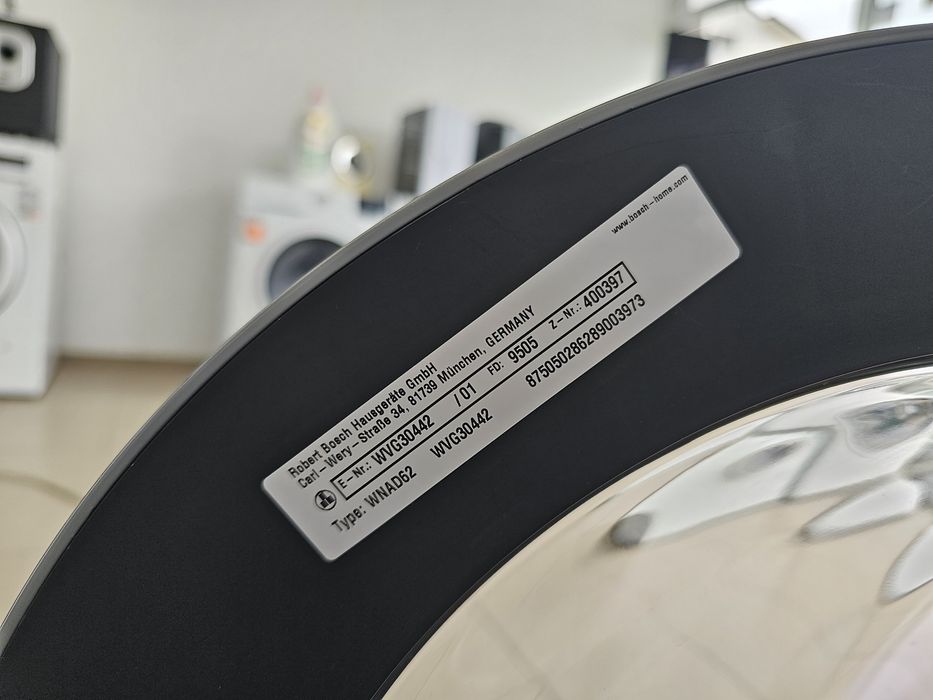 www.bosch-home.com
Robert Bosch Hausgeräte GmbH
Carl-Wery-Straße 34, 81739 München, GERMANY
E-Nr.: WVG30442 /01 FD: 9505 Z-Nr.: 400397
Type: WNAD62 WVG30442 875050286289003973